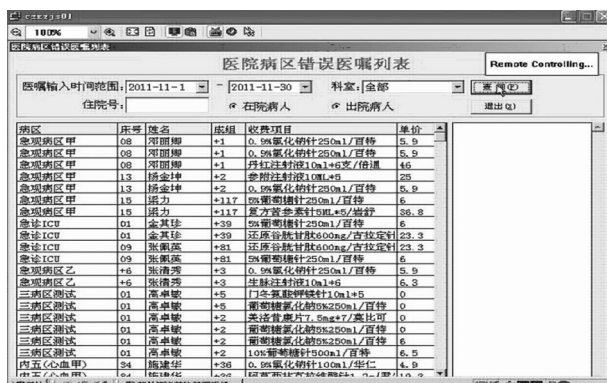 100%
医院病区错误医嘱列表
医院病区错误医嘱列表
Remote Controlling...
医嘱输入时间范围: 2011-11-1 - 2011-11-30 科室: 全部 查询(F)
住院号: 在院病人 出院病人 退出(X)
病区 床号 姓名 成组 收费项目 单价
急观病区甲 08 邓丽卿 +1 0.9%氯化钠针250ml/百特 5.9
急观病区甲 08 邓丽卿 +1 0.9%氯化钠针250ml/百特 5.9
急观病区甲 08 邓丽卿 +1 丹红注射液10ml*6支/倍通 46
急观病区甲 13 杨金坤 +2 参附注射液10ML*5 25
急观病区甲 13 杨金坤 +2 0.9%氯化钠针250ml/百特 5.9
急观病区甲 15 梁力 +117 5%葡萄糖针250ml/百特 6
急观病区甲 15 梁力 +117 复方苦参素针5ML*5/岩舒 36.8
急诊ICU 01 金其珍 +39 5%葡萄糖针250ml/百特 6
急诊ICU 01 金其珍 +39 还原谷胱甘肽600mg/古拉定针 23.3
急诊ICU 09 张佩英 +81 还原谷胱甘肽600mg/古拉定针 23.3
急诊ICU 09 张佩英 +81 5%葡萄糖针250ml/百特 6
急观病区乙 +6 张清秀 +3 0.9%氯化钠针250ml/百特 5.9
急观病区乙 +6 张清秀 +3 生脉注射液10ml*6 6.3
三病区测试 01 高卓敏 +5 门冬氨酸钾镁针10ml*5 0
三病区测试 01 高卓敏 +2 葡萄糖氯化钠5%250ml/百特 0
三病区测试 01 高卓敏 +2 美洛昔康片7.5mg*7/莫比可 0
三病区测试 01 高卓敏 +2 葡萄糖氯化钠5%250ml/百特 0
三病区测试 01 高卓敏 +2 葡萄糖氯化钠5%250ml/百特 0
三病区测试 01 高卓敏 +2 10%葡萄糖针500ml/百特 6.5
内五(心血甲) 34 施建华 +36 0.9%氯化钠针100ml/华仁 4.9